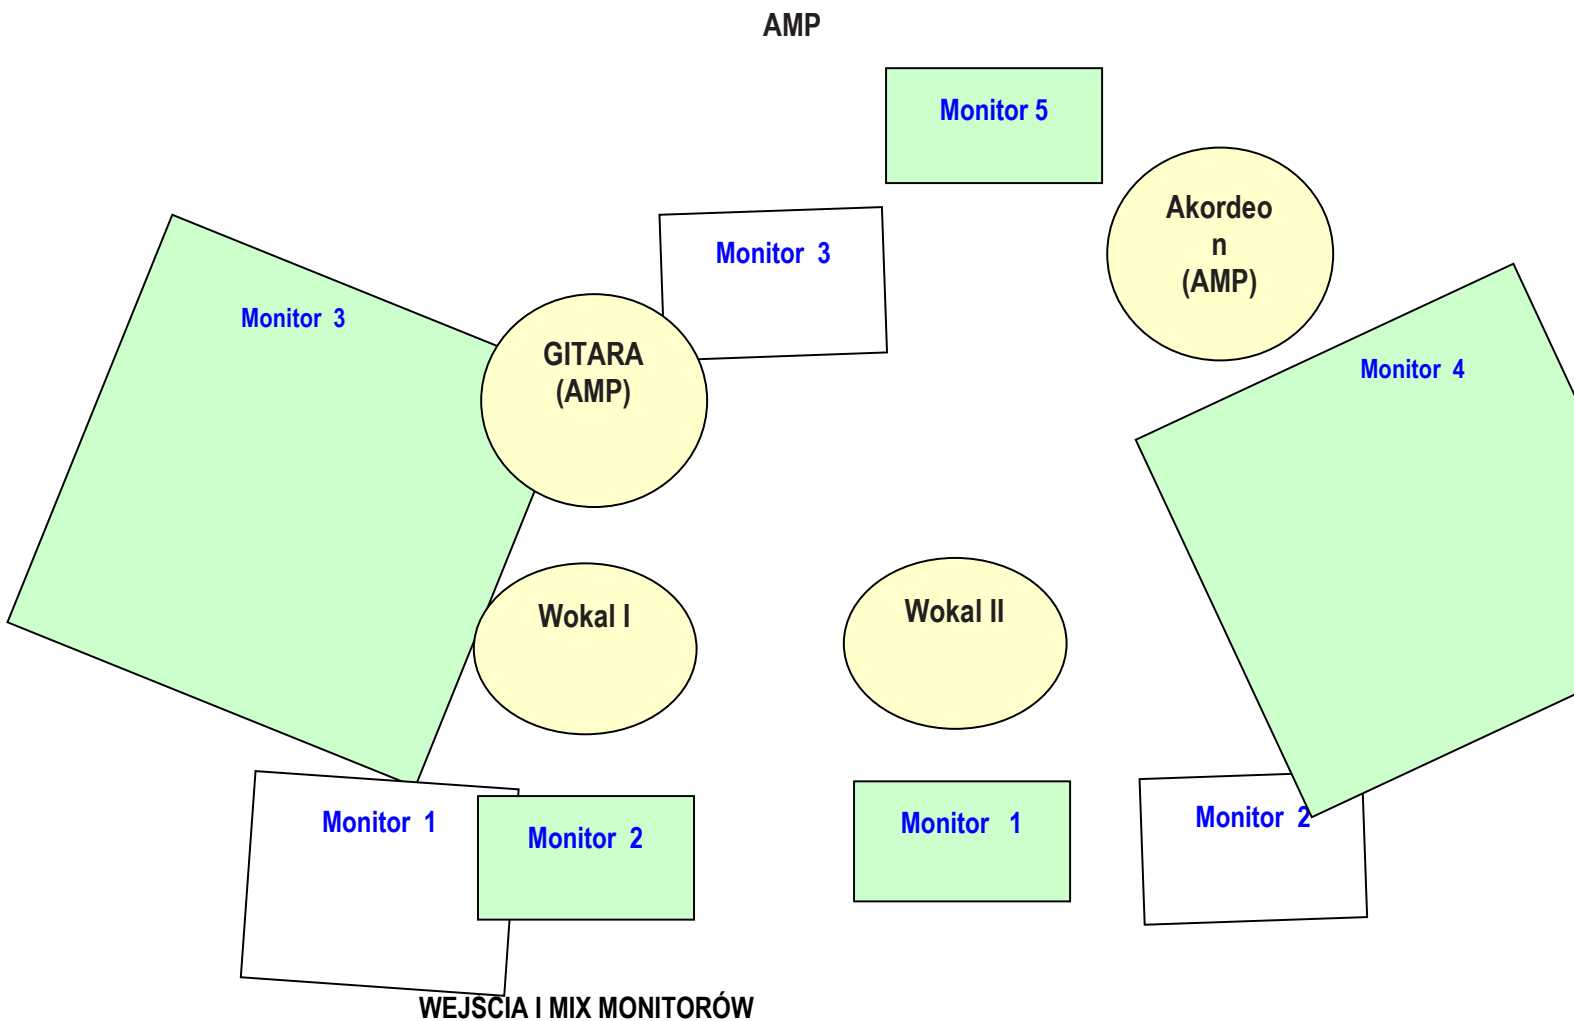 AMP
Monitor 5
Akordeo
n
(AMP)
Monitor 3
Monitor 3
GITARA
(AMP)
Monitor 4
Wokal I
Wokal II
Monitor 1
Monitor 2
Monitor 1
Monitor 2
WEJŚCIA I MIX MONITORÓW